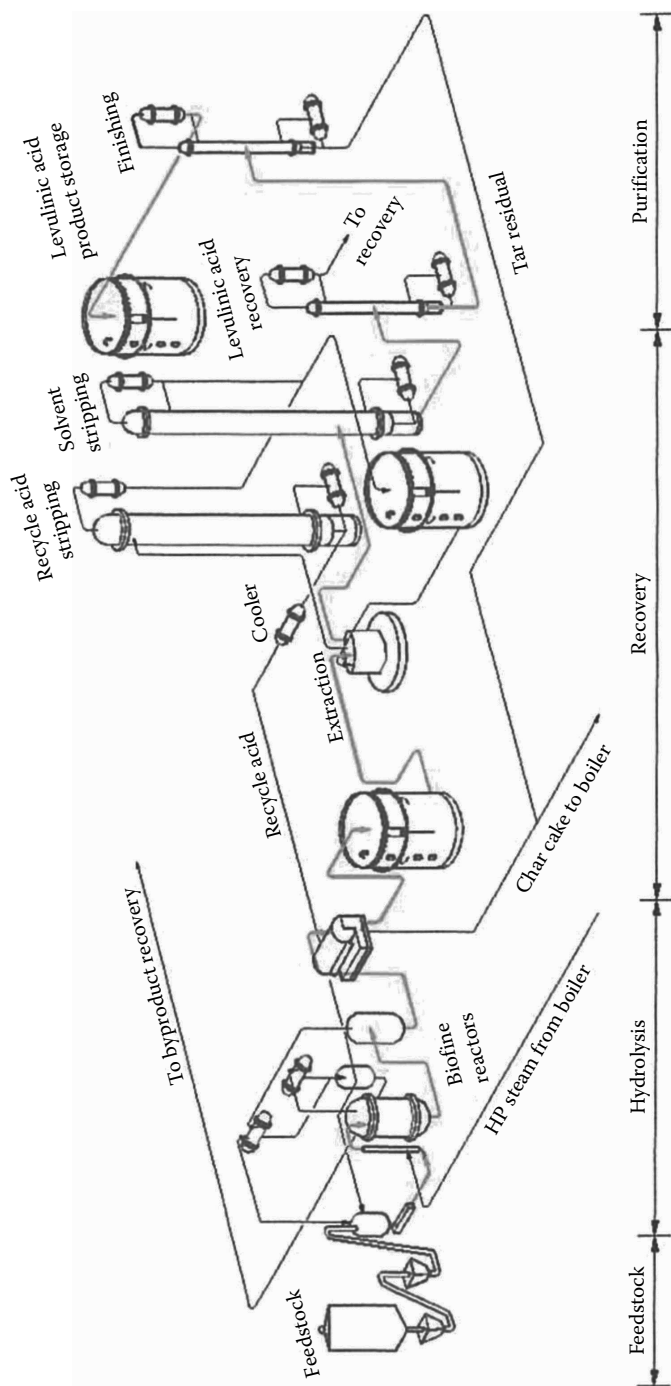 Feedstock
To byproduct recovery
Biofine
reactors
HP steam from boiler
Recycle acid
Cooler
Extraction
Char cake to boiler
Recycle acid
stripping
Solvent
stripping
Levulinic acid
product storage
Levulinic acid
recovery
To
recovery
Finishing
Tar residual
Feedstock
Hydrolysis
Recovery
Purification